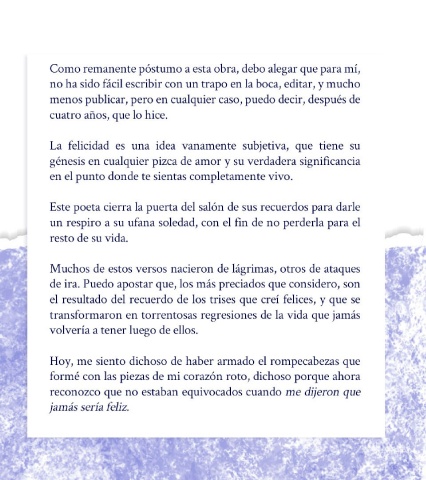 Como remanente póstumo a esta obra, debo alegar que para mí,
no ha sido fácil escribir con un trapo en la boca, editar, y mucho
menos publicar, pero en cualquier caso, puedo decir, después de
cuatro años, que lo hice.
La felicidad es una idea vanamente subjetiva, que tiene su
génesis en cualquier pizca de amor y su verdadera significancia
en el punto donde te sientas completamente vivo.
Este poeta cierra la puerta del salón de sus recuerdos para darle
un respiro a su ufana soledad, con el fin de no perderla para el
resto de su vida.
Muchos de estos versos nacieron de lágrimas, otros de ataques
de ira. Puedo apostar que, los más preciados que considero, son
el resultado del recuerdo de los trises que creí felices, y que se
transformaron en torrentosas regresiones de la vida que jamás
volvería a tener luego de ellos.
Hoy, me siento dichoso de haber armado el rompecabezas que
formé con las piezas de mi corazón roto, dichoso porque ahora
reconozco que no estaban equivocados cuando me dijeron que
jamás sería feliz.